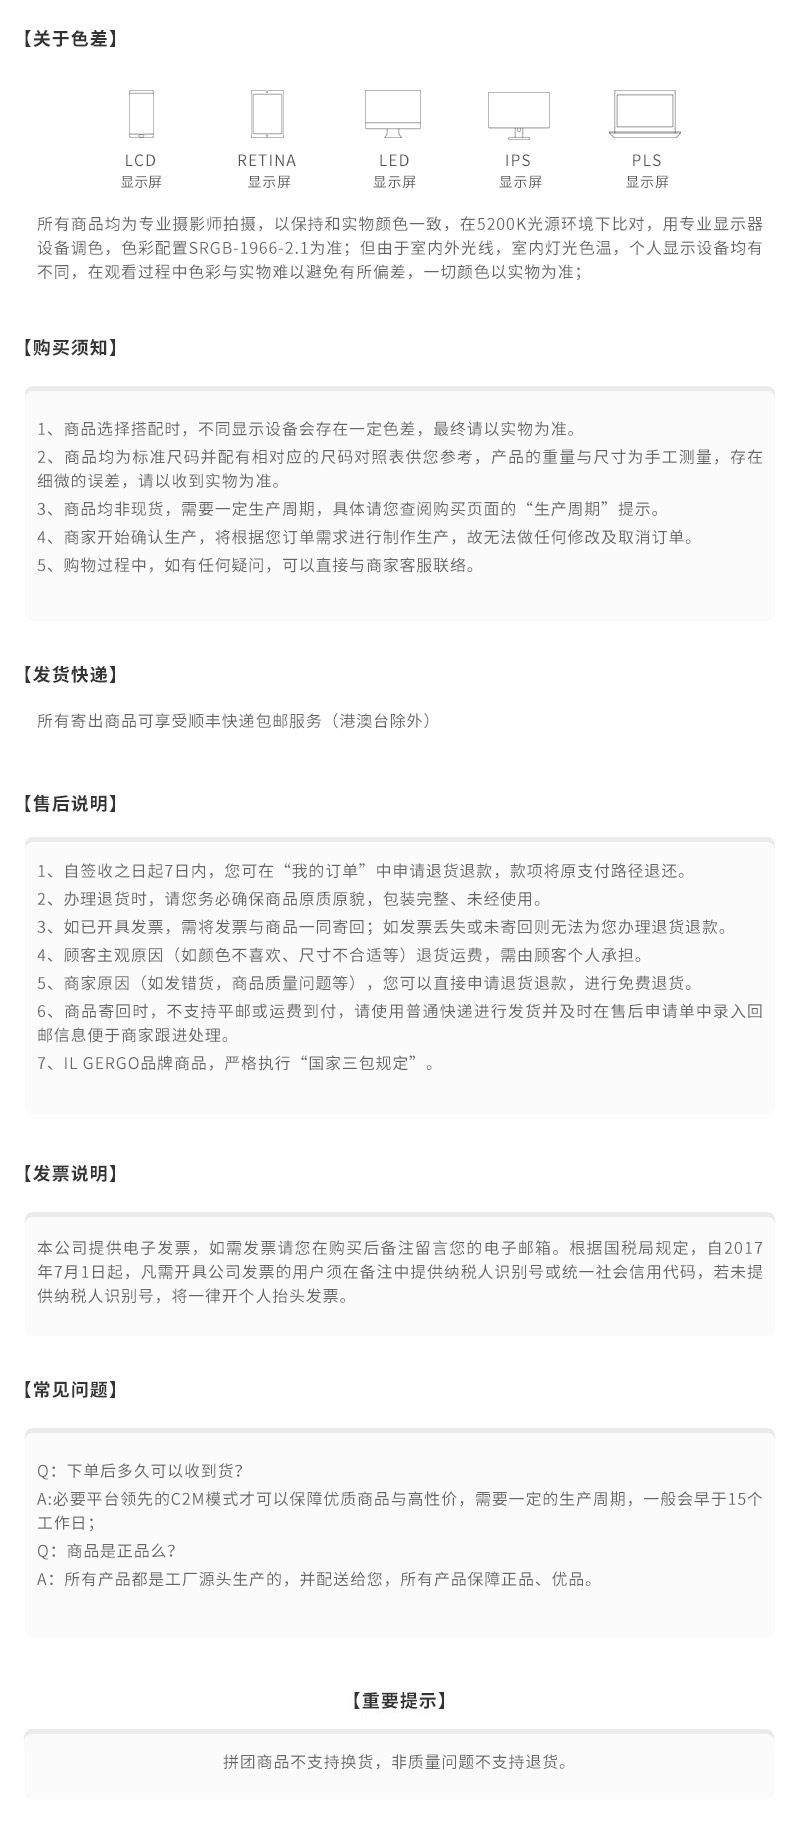 【关于色差】
LCD RETINA LED IPS PLS
显示屏 显示屏 显示屏 显示屏 显示屏
所有商品均为专业摄影师拍摄，以保持和实物颜色一致，在5200K光源环境下比对，用专业显示器
设备调色，色彩配置SRGB-1966-2.1为准；但由于室内外光线，室内灯光色温，个人显示设备均有
不同，在观看过程中色彩与实物难以避免有所偏差，一切颜色以实物为准；
【购买须知】
1、商品选择搭配时，不同显示设备会存在一定色差，最终请以实物为准。
2、商品均为标准尺码并配有相对应的尺码对照表供您参考，产品的重量与尺寸为手工测量，存在
细微的误差，请以收到实物为准。
3、商品均非现货，需要一定生产周期，具体请您查阅购买页面的“生产周期”提示。
4、商家开始确认生产，将根据您订单需求进行制作生产，故无法做任何修改及取消订单。
5、购物过程中，如有任何疑问，可以直接与商家客服联络。
【发货快递】
所有寄出商品可享受顺丰快递包邮服务（港澳台除外）
【售后说明】
1、自签收之日起7日内，您可在“我的订单”中申请退货退款，款项将原支付路径退还。
2、办理退货时，请您务必确保商品原质原貌，包装完整、未经使用。
3、如已开具发票，需将发票与商品一同寄回；如发票丢失或未寄回则无法为您办理退货退款。
4、顾客主观原因（如颜色不喜欢、尺寸不合适等）退货运费，需由顾客个人承担。
5、商家原因（如发错货，商品质量问题等），您可以直接申请退货退款，进行免费退货。
6、商品寄回时，不支持平邮或运费到付，请使用普通快递进行发货并及时在售后申请单中录入回
邮信息便于商家跟进处理。
7、IL GERGO品牌商品，严格执行“国家三包规定”。
【发票说明】
本公司提供电子发票，如需发票请您在购买后备注留言您的电子邮箱。根据国税局规定，自2017
年7月1日起，凡需开具公司发票的用户须在备注中提供纳税人识别号或统一社会信用代码，若未提
供纳税人识别号，将一律开个人抬头发票。
【常见问题】
Q：下单后多久可以收到货？
A:必要平台领先的C2M模式才可以保障优质商品与高性价，需要一定的生产周期，一般会早于15个
工作日；
Q：商品是正品么？
A：所有产品都是工厂源头生产的，并配送给您，所有产品保障正品、优品。
【重要提示】
拼团商品不支持换货，非质量问题不支持退货。